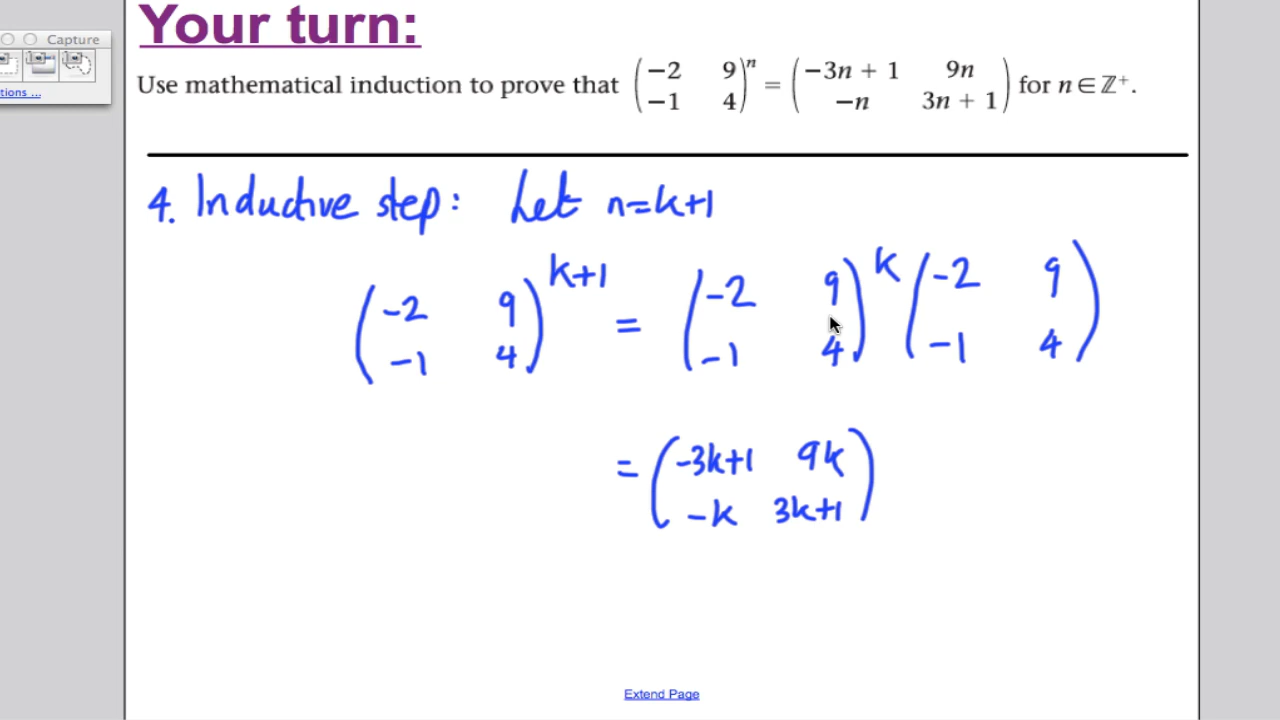 Your turn:
Capture
tions ...
Use mathematical induction to prove that (−2 9 −1 4)ⁿ = (−3n + 1 9n −n 3n + 1) for n ∈ ℤ⁺.
4. Inductive step: Let n=k+1
(-2 9 -1 4)^k+1 = (-2 9 -1 4)^k (-2 9 -1 4)
= (-3k+1 9k -k 3k+1)
Extend Page